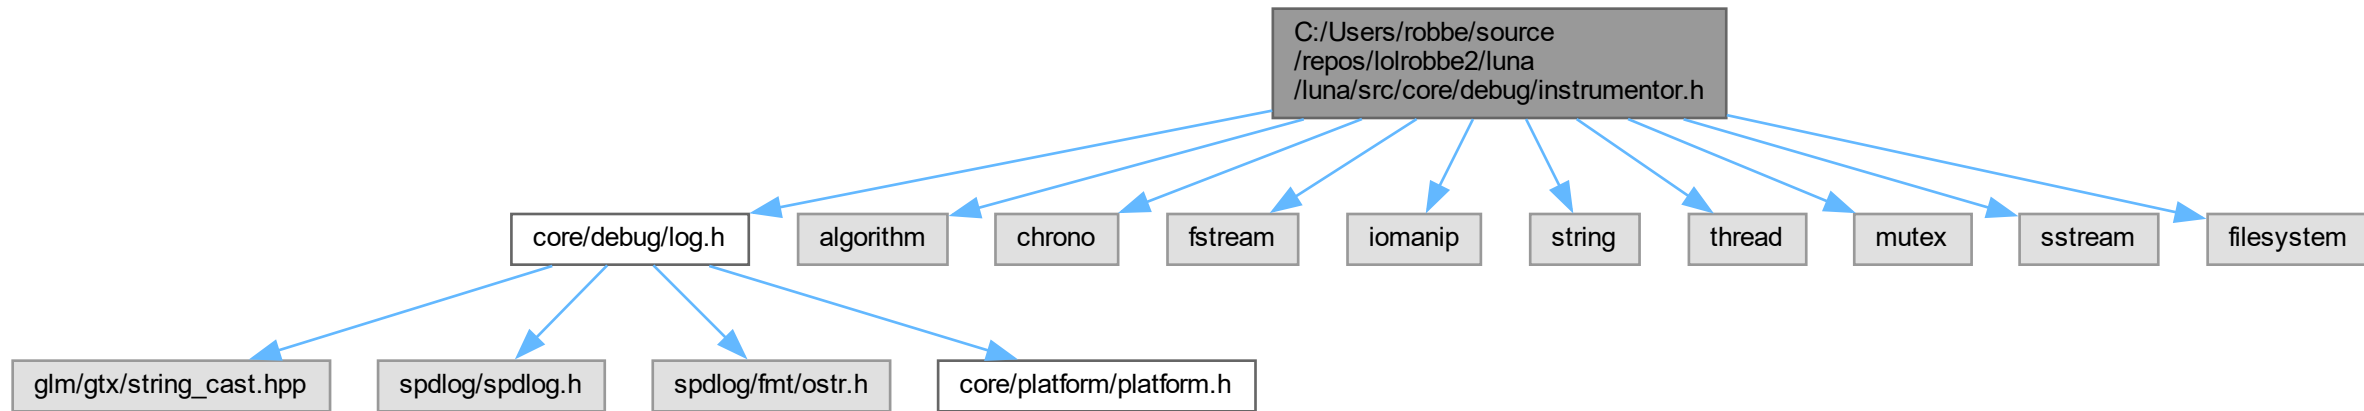 C:/Users/robbe/source
/repos/lolrobbe2/luna
/luna/src/core/debug/instrumentor.h
core/debug/log.h
algorithm
chrono
fstream
iomanip
string
thread
mutex
sstream
filesystem
glm/gtx/string_cast.hpp
spdlog/spdlog.h
spdlog/fmt/ostr.h
core/platform/platform.h